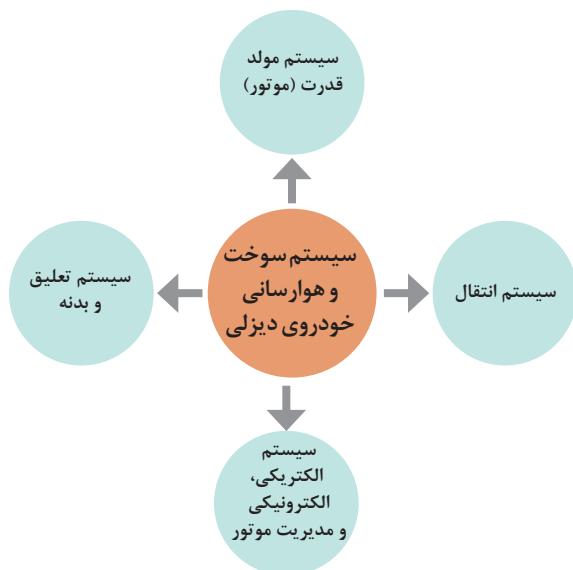 سیستم مولد
قدرت (موتور)
سیستم سوخت
و هوارسانی
خودروی دیزلی
سیستم انتقال
سیستم تعلیق
و بدنه
سیستم
الکتریکی،
الکترونیکی
و مدیریت موتور